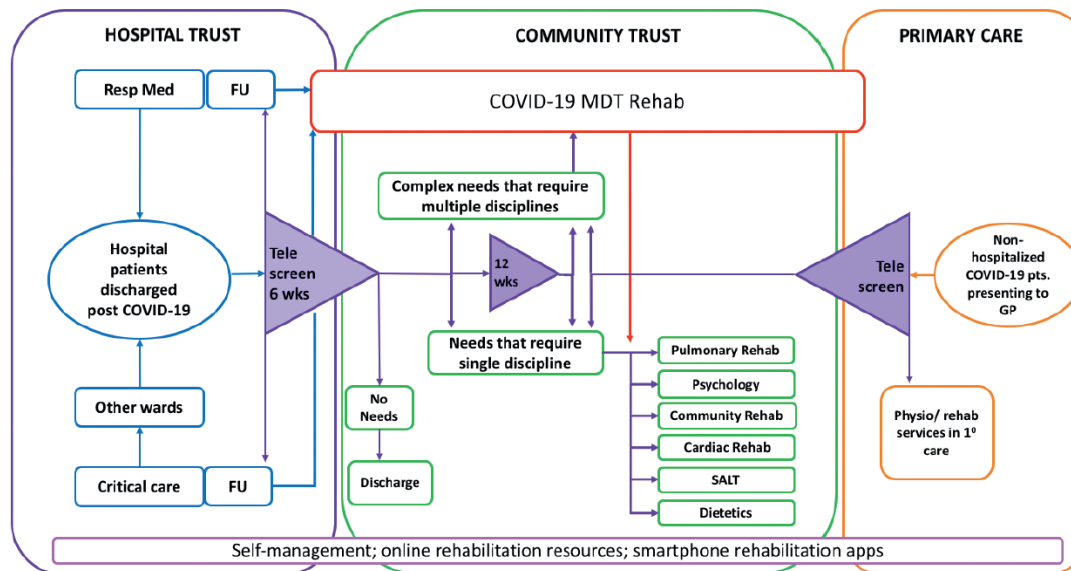 HOSPITAL TRUST
COMMUNITY TRUST
PRIMARY CARE
Resp Med
FU
COVID-19 MDT Rehab
Complex needs that require
multiple disciplines
Hospital
patients
discharged
post COVID-19
Tele
screen
6 wks
12
wks
Tele
screen
Non-
hospitalized
COVID-19 pts.
presenting to
GP
Needs that require
single discipline
Pulmonary Rehab
Psychology
Community Rehab
Cardiac Rehab
SALT
Dietetics
No
Needs
Discharge
Other wards
Critical care
FU
Physio/ rehab
services in 1⁰
care
Self-management; online rehabilitation resources; smartphone rehabilitation apps